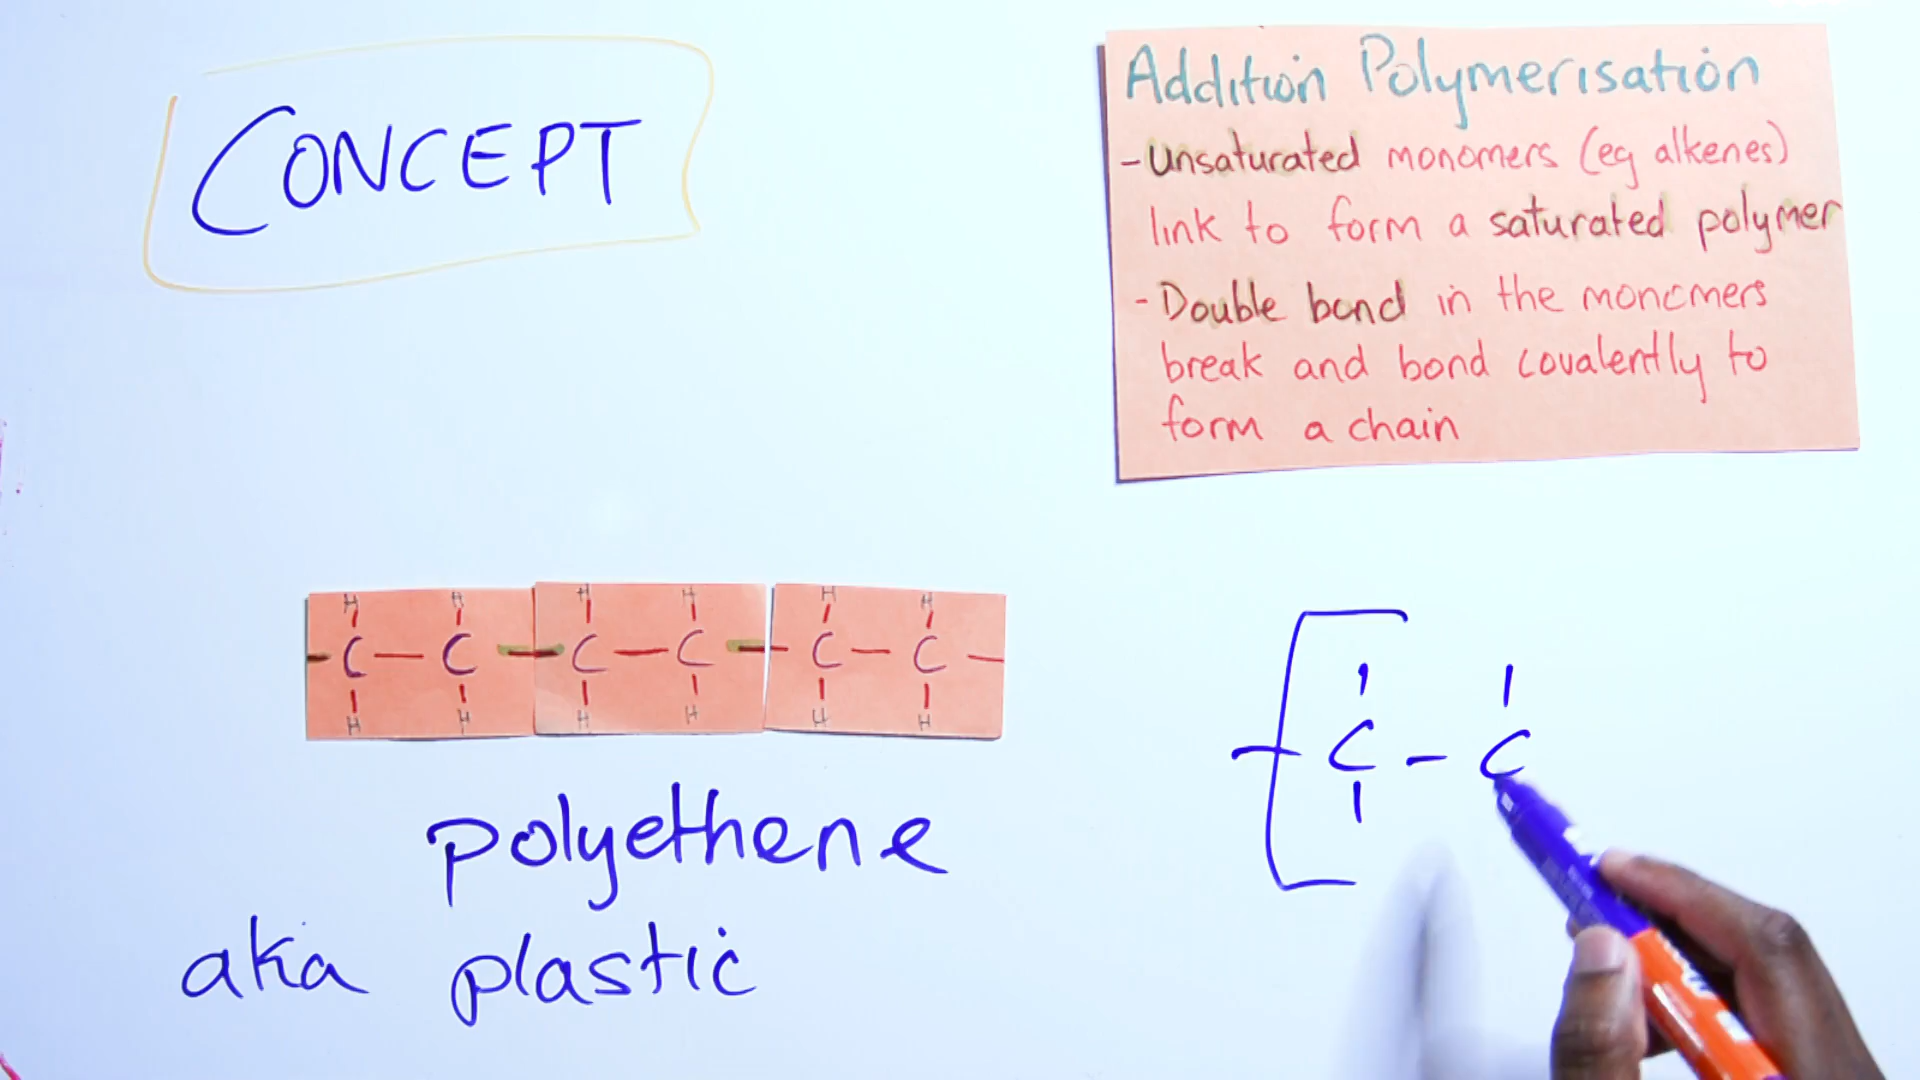 CONCEPT
Addition Polymerisation
- Unsaturated monomers (eg alkenes)
link to form a saturated polymer
- Double bond in the monomers
break and bond covalently to
form a chain
H H H H H H
- C - C - C - C - C - C -
H H H H H H
polyethene
aka plastic
- C - C